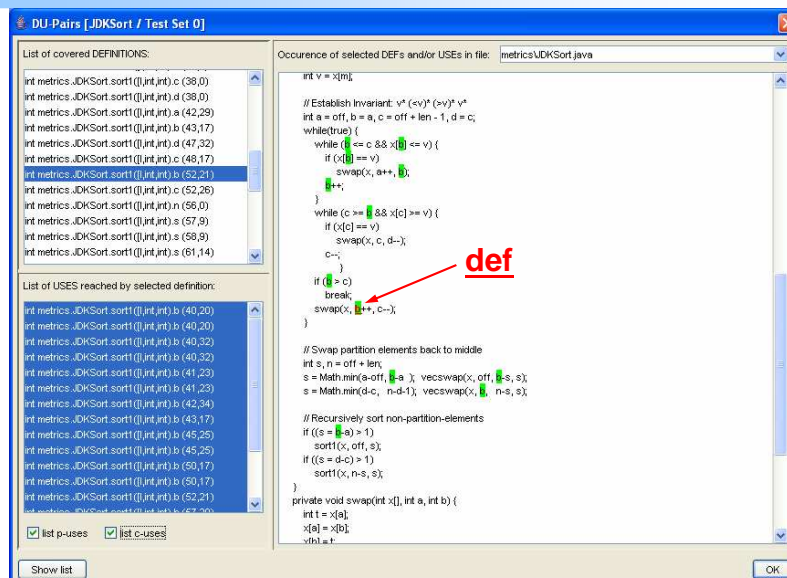 DU-Pairs [JDKSort / Test Set 0]
List of covered DEFINITIONS:
int metrics.JDKSort.sort1([I,int,int).c (38,0)
int metrics.JDKSort.sort1([I,int,int).d (38,0)
int metrics.JDKSort.sort1([I,int,int).a (42,29)
int metrics.JDKSort.sort1([I,int,int).b (43,17)
int metrics.JDKSort.sort1([I,int,int).d (47,32)
int metrics.JDKSort.sort1([I,int,int).c (48,17)
int metrics.JDKSort.sort1([I,int,int).b (52,21)
int metrics.JDKSort.sort1([I,int,int).c (52,26)
int metrics.JDKSort.sort1([I,int,int).n (56,0)
int metrics.JDKSort.sort1([I,int,int).s (57,9)
int metrics.JDKSort.sort1([I,int,int).s (58,9)
int metrics.JDKSort.sort1([I,int,int).s (61,14)
List of USES reached by selected definition:
int metrics.JDKSort.sort1([I,int,int).b (40,20)
int metrics.JDKSort.sort1([I,int,int).b (40,20)
int metrics.JDKSort.sort1([I,int,int).b (40,32)
int metrics.JDKSort.sort1([I,int,int).b (40,32)
int metrics.JDKSort.sort1([I,int,int).b (41,23)
int metrics.JDKSort.sort1([I,int,int).b (41,23)
int metrics.JDKSort.sort1([I,int,int).b (42,34)
int metrics.JDKSort.sort1([I,int,int).b (43,17)
int metrics.JDKSort.sort1([I,int,int).b (45,25)
int metrics.JDKSort.sort1([I,int,int).b (45,25)
int metrics.JDKSort.sort1([I,int,int).b (50,17)
int metrics.JDKSort.sort1([I,int,int).b (50,17)
int metrics.JDKSort.sort1([I,int,int).b (52,21)
int metrics.JDKSort.sort1([I,int,int).b (57,20)
list p-uses list c-uses
Show list
Occurence of selected DEFs and/or USEs in file: metrics\JDKSort.java
int v = x[m];
// Establish Invariant: v* (<v)* (>v)* v*
int a = off, b = a, c = off + len - 1, d = c;
while(true) {
while (b <= c && x[b] <= v) {
if (x[b] == v)
swap(x, a++, b);
b++;
}
while (c >= b && x[c] >= v) {
if (x[c] == v)
swap(x, c, d--);
c--;
}
if (b > c)
break;
swap(x, b++, c--);
}
def
// Swap partition elements back to middle
int s, n = off + len;
s = Math.min(a-off, b-a ); vecswap(x, off, b-s, s);
s = Math.min(d-c, n-d-1); vecswap(x, b, n-s, s);
// Recursively sort non-partition-elements
if ((s = b-a) > 1)
sort1(x, off, s);
if ((s = d-c) > 1)
sort1(x, n-s, s);
}
private void swap(int x[], int a, int b) {
int t = x[a];
x[a] = x[b];
x[b] = t;
OK